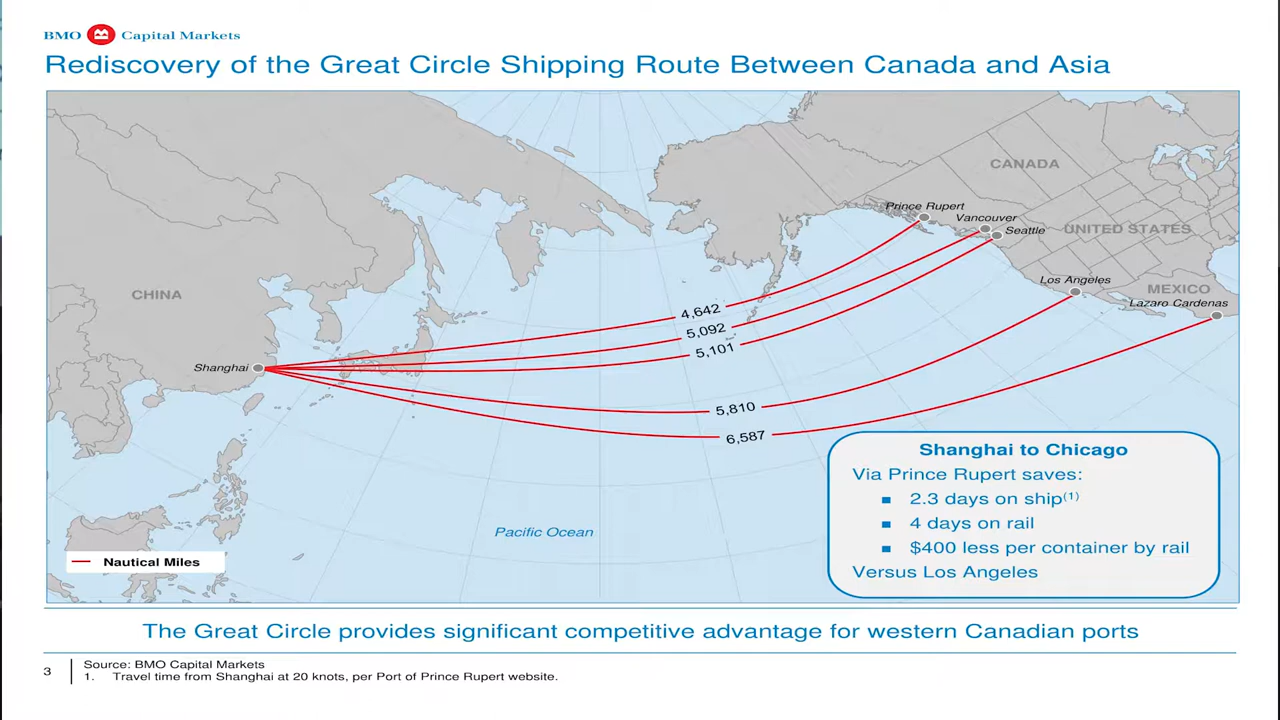 BMO Capital Markets
Rediscovery of the Great Circle Shipping Route Between Canada and Asia
CANADA
Prince Rupert
Vancouver
Seattle
UNITED STATES
CHINA
Los Angeles
MEXICO
Lazaro Cardenas
4,642
5,092
5,101
Shanghai
5,810
6,587
Shanghai to Chicago
Via Prince Rupert saves:
■ 2.3 days on ship(1)
■ 4 days on rail
■ $400 less per container by rail
Versus Los Angeles
Pacific Ocean
Nautical Miles
The Great Circle provides significant competitive advantage for western Canadian ports
3
Source: BMO Capital Markets
1. Travel time from Shanghai at 20 knots, per Port of Prince Rupert website.